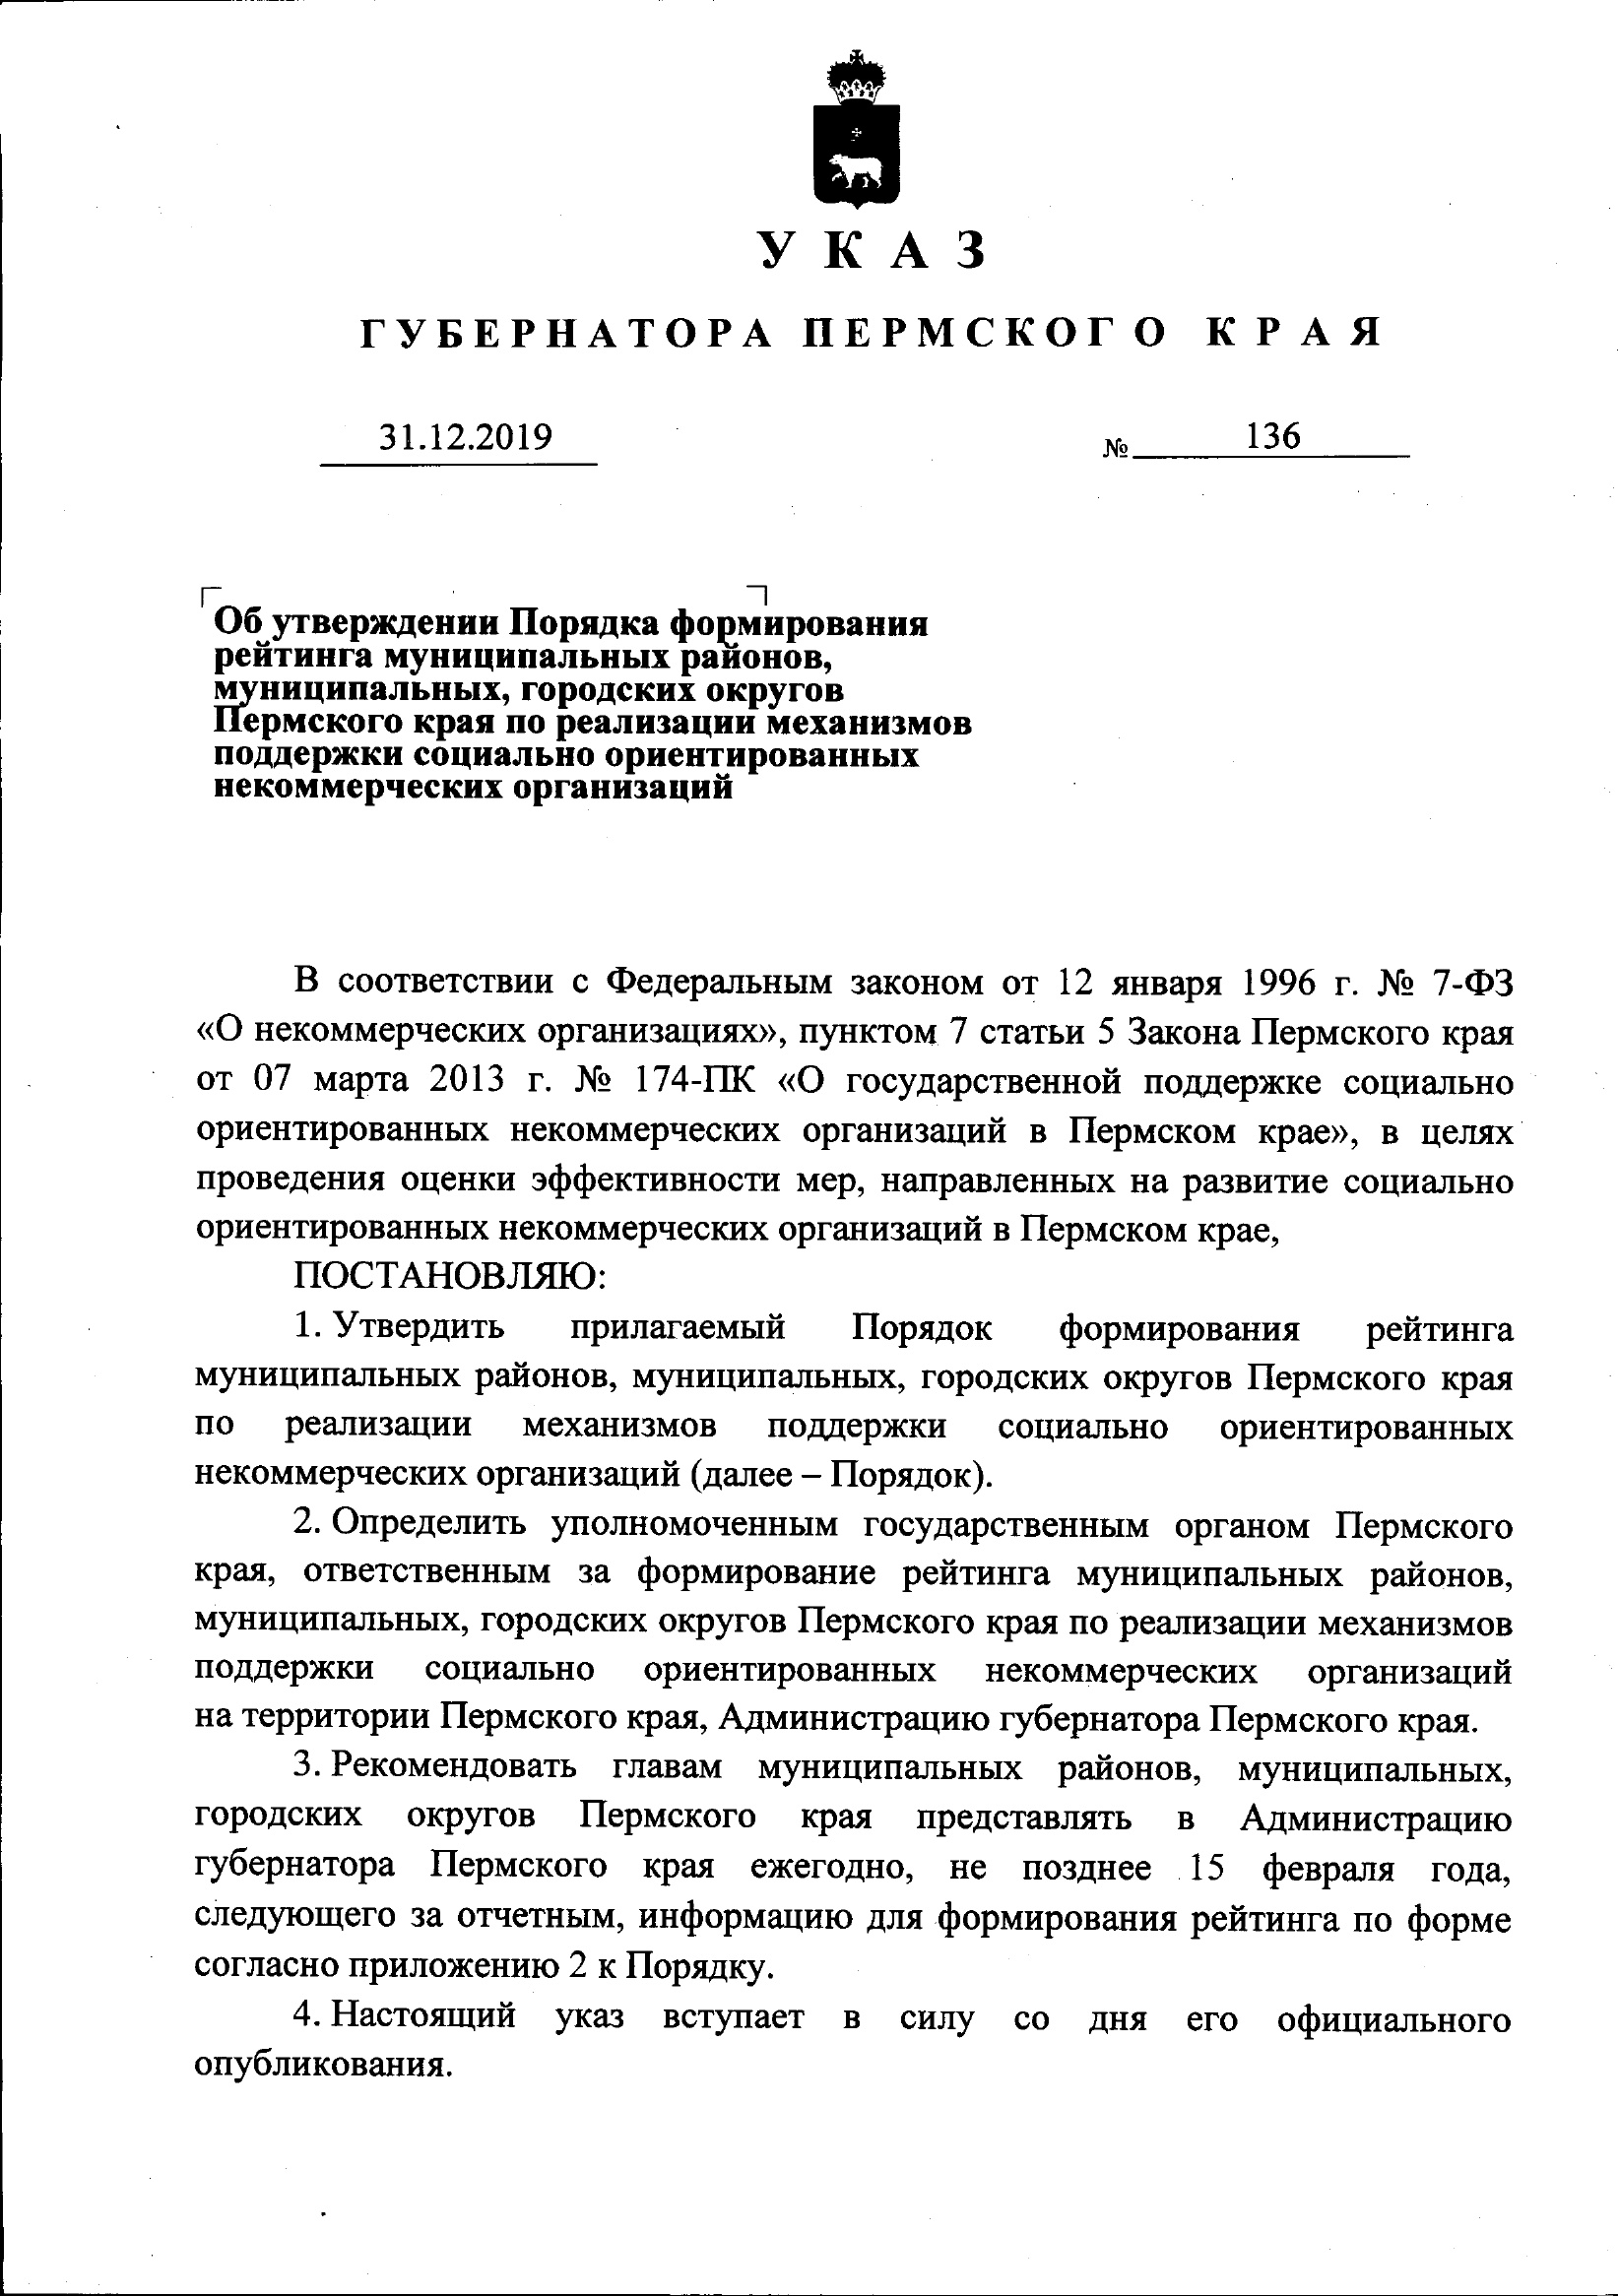 УКАЗ
ГУБЕРНАТОРА ПЕРМСКОГО КРАЯ
31.12.2019
№ 136
Об утверждении Порядка формирования
рейтинга муниципальных районов,
муниципальных, городских округов
Пермского края по реализации механизмов
поддержки социально ориентированных
некоммерческих организаций
В соответствии с Федеральным законом от 12 января 1996 г. № 7-ФЗ
«О некоммерческих организациях», пунктом 7 статьи 5 Закона Пермского края
от 07 марта 2013 г. № 174-ПК «О государственной поддержке социально
ориентированных некоммерческих организаций в Пермском крае», в целях
проведения оценки эффективности мер, направленных на развитие социально
ориентированных некоммерческих организаций в Пермском крае,
ПОСТАНОВЛЯЮ:
1. Утвердить прилагаемый Порядок формирования рейтинга
муниципальных районов, муниципальных, городских округов Пермского края
по реализации механизмов поддержки социально ориентированных
некоммерческих организаций (далее – Порядок).
2. Определить уполномоченным государственным органом Пермского
края, ответственным за формирование рейтинга муниципальных районов,
муниципальных, городских округов Пермского края по реализации механизмов
поддержки социально ориентированных некоммерческих организаций
на территории Пермского края, Администрацию губернатора Пермского края.
3. Рекомендовать главам муниципальных районов, муниципальных,
городских округов Пермского края представлять в Администрацию
губернатора Пермского края ежегодно, не позднее 15 февраля года,
следующего за отчетным, информацию для формирования рейтинга по форме
согласно приложению 2 к Порядку.
4. Настоящий указ вступает в силу со дня его официального
опубликования.